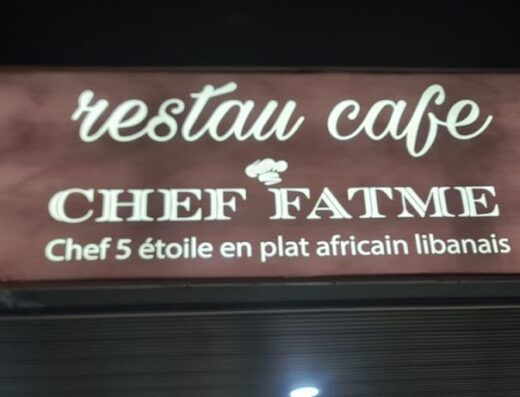 restau cafe
CHEF FATME
Chef 5 étoile en plat africain libanais